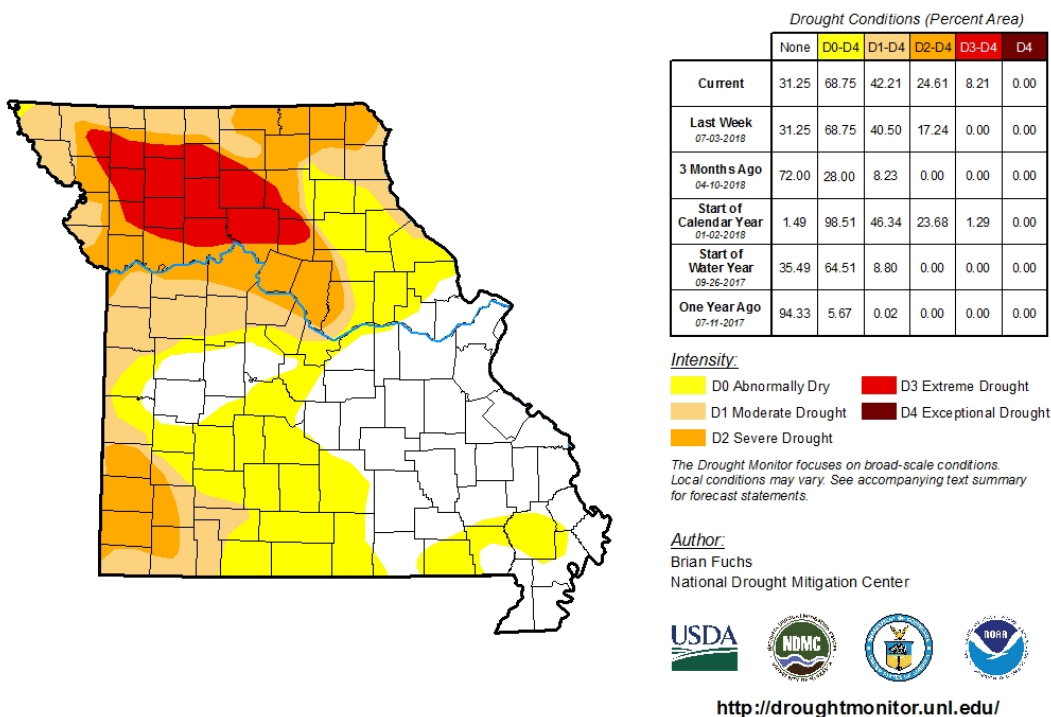 Drought Conditions (Percent Area)
None D0-D4 D1-D4 D2-D4 D3-D4 D4
Current 31.25 68.75 42.21 24.61 8.21 0.00
Last Week
07-03-2018
31.25 68.75 40.50 17.24 0.00 0.00
3 Months Ago
04-10-2018
72.00 28.00 8.23 0.00 0.00 0.00
Start of
Calendar Year
01-02-2018
1.49 98.51 46.34 23.68 1.29 0.00
Start of
Water Year
09-26-2017
35.49 64.51 8.80 0.00 0.00 0.00
One Year Ago
07-11-2017
94.33 5.67 0.02 0.00 0.00 0.00
Intensity:
D0 Abnormally Dry
D1 Moderate Drought
D2 Severe Drought
D3 Extreme Drought
D4 Exceptional Drought
The Drought Monitor focuses on broad-scale conditions.
Local conditions may vary. See accompanying text summary
for forecast statements.
Author:
Brian Fuchs
National Drought Mitigation Center
USDA
NDMC
NOAA
http://droughtmonitor.unl.edu/